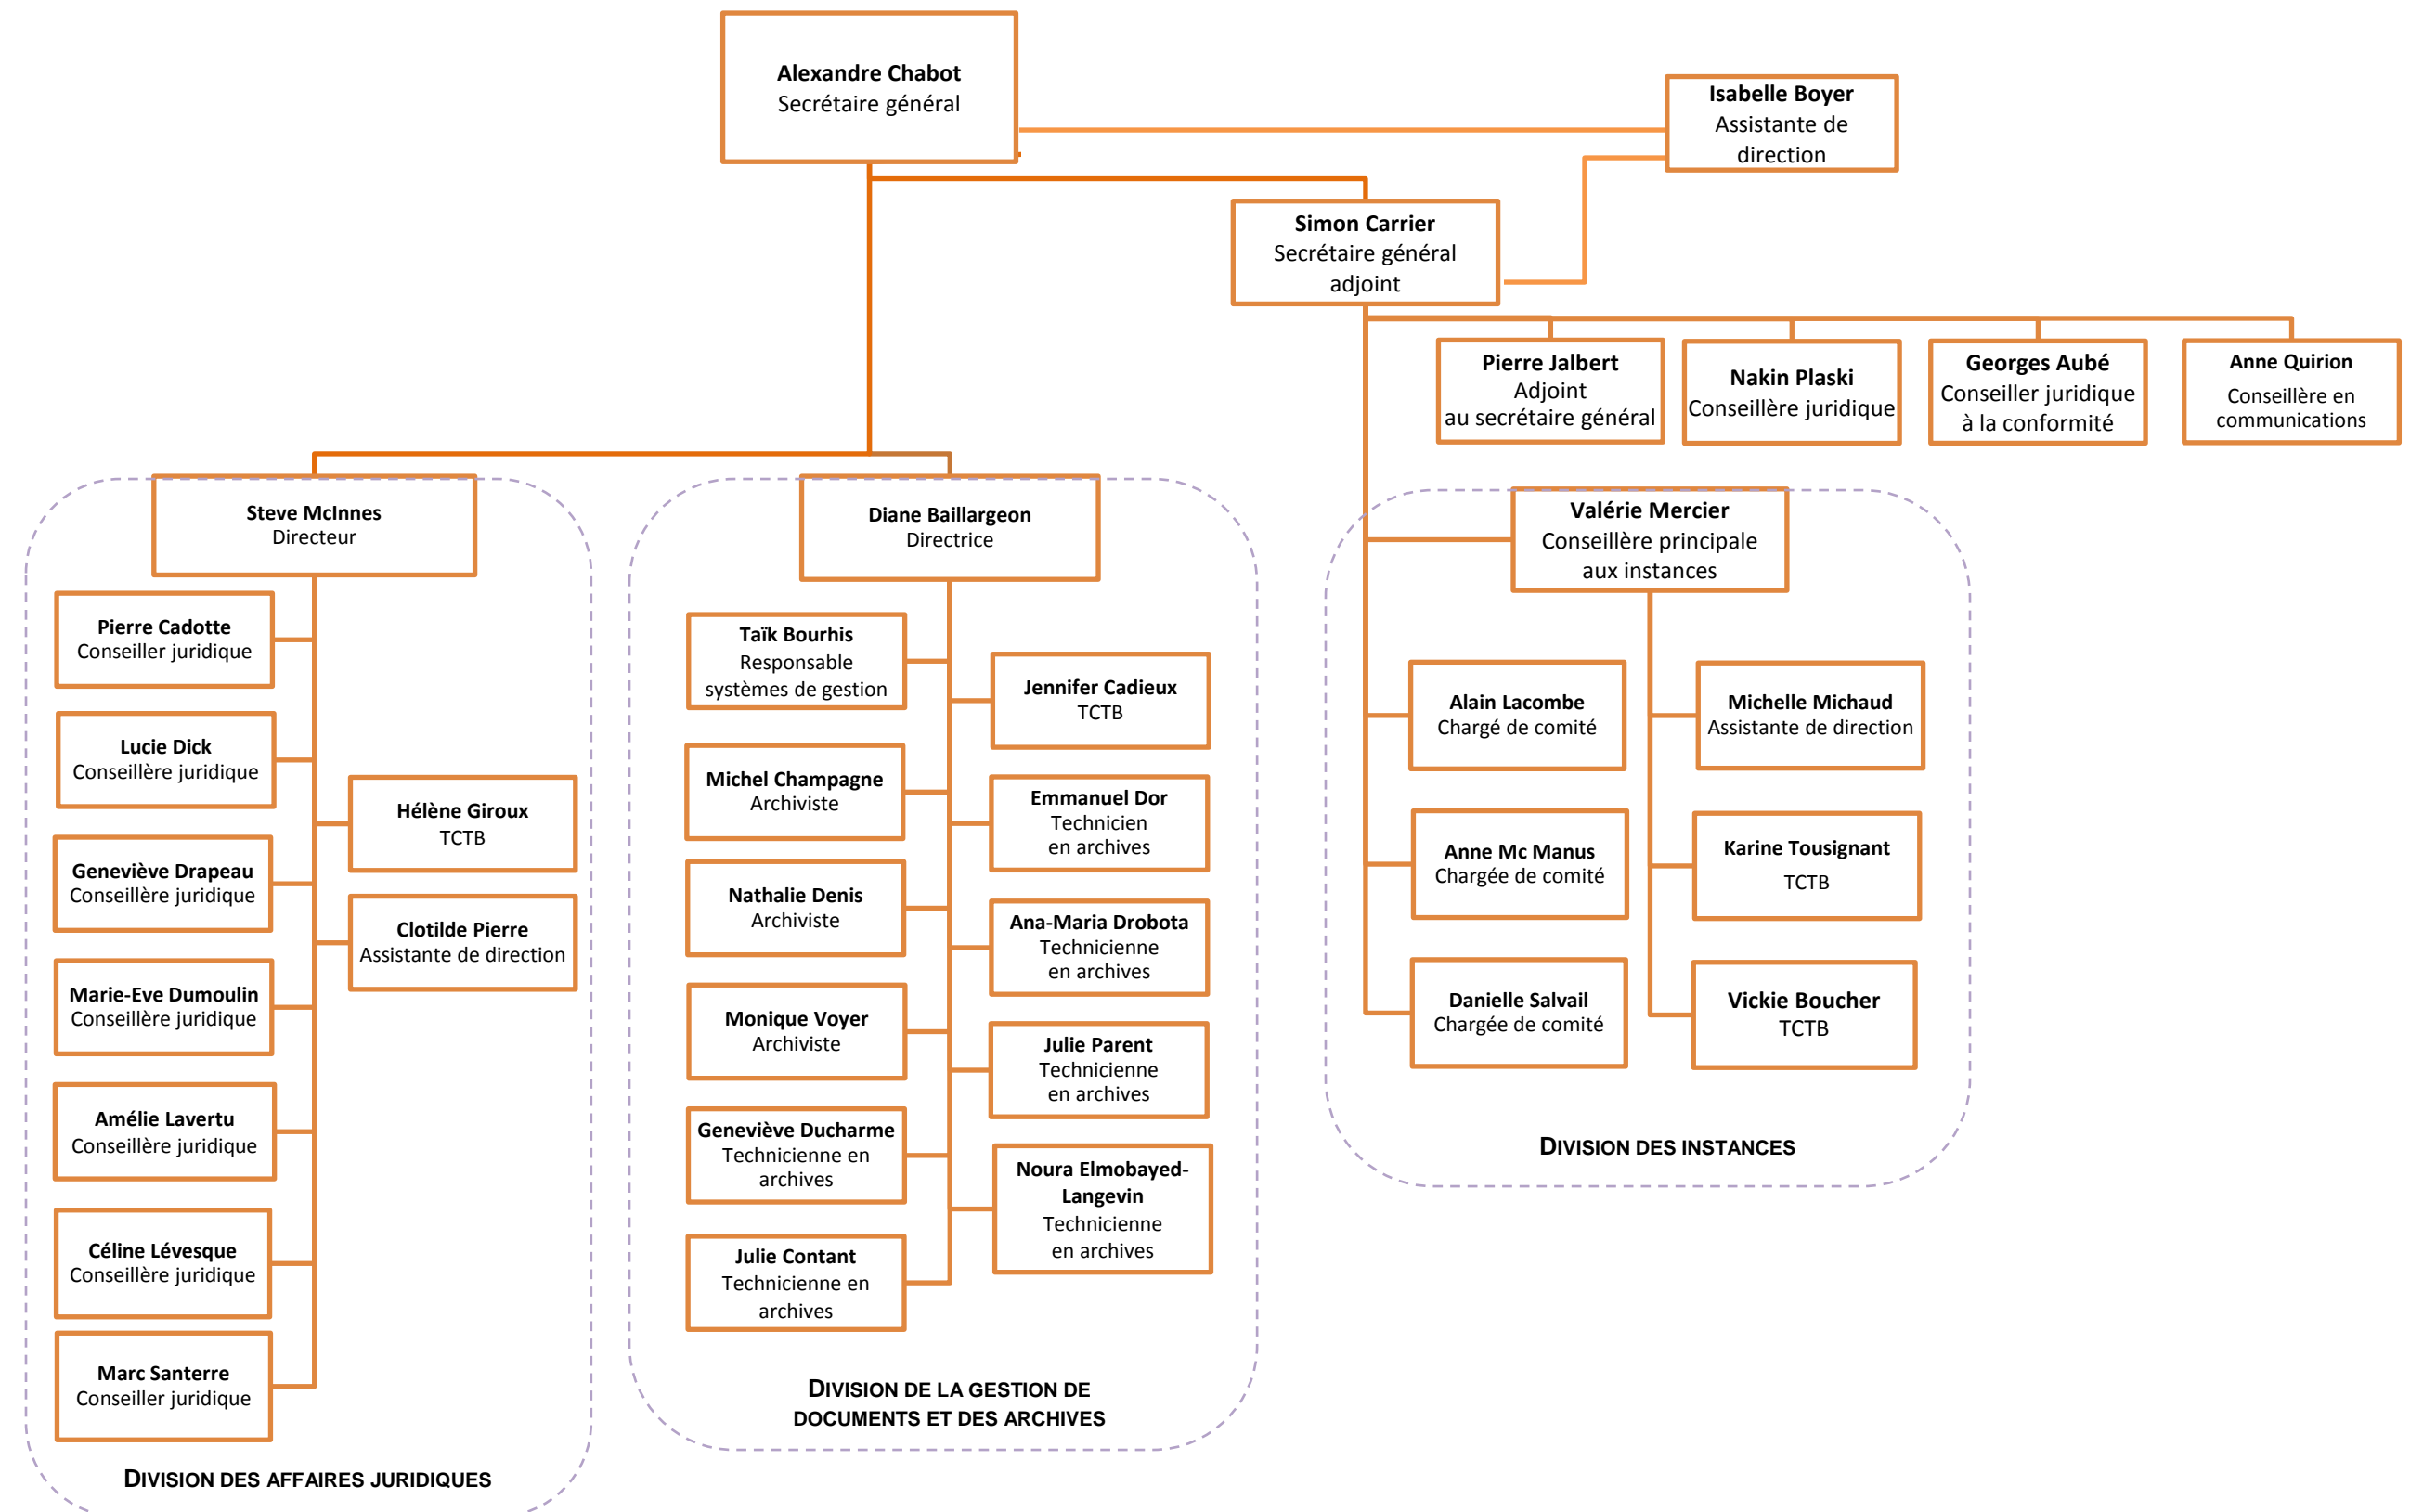 Alexandre Chabot
Secrétaire général
Isabelle Boyer
Assistante de
direction
Simon Carrier
Secrétaire général
adjoint
Pierre Jalbert
Adjoint
au secrétaire général
Nakin Plaski
Conseillère juridique
Georges Aubé
Conseiller juridique
à la conformité
Anne Quirion
Conseillère en
communications
Steve McInnes
Directeur
Pierre Cadotte
Conseiller juridique
Lucie Dick
Conseillère juridique
Geneviève Drapeau
Conseillère juridique
Marie-Eve Dumoulin
Conseillère juridique
Amélie Lavertu
Conseillère juridique
Céline Lévesque
Conseillère juridique
Marc Santerre
Conseiller juridique
Hélène Giroux
TCTB
Clotilde Pierre
Assistante de direction
DIVISION DES AFFAIRES JURIDIQUES
Diane Baillargeon
Directrice
Taïk Bourhis
Responsable
systèmes de gestion
Michel Champagne
Archiviste
Nathalie Denis
Archiviste
Monique Voyer
Archiviste
Geneviève Ducharme
Technicienne en
archives
Julie Contant
Technicienne en
archives
Jennifer Cadieux
TCTB
Emmanuel Dor
Technicien
en archives
Ana-Maria Drobota
Technicienne
en archives
Julie Parent
Technicienne
en archives
Noura Elmobayed-
Langevin
Technicienne
en archives
DIVISION DE LA GESTION DE
DOCUMENTS ET DES ARCHIVES
Valérie Mercier
Conseillère principale
aux instances
Alain Lacombe
Chargé de comité
Anne Mc Manus
Chargée de comité
Danielle Salvail
Chargée de comité
Michelle Michaud
Assistante de direction
Karine Tousignant
TCTB
Vickie Boucher
TCTB
DIVISION DES INSTANCES